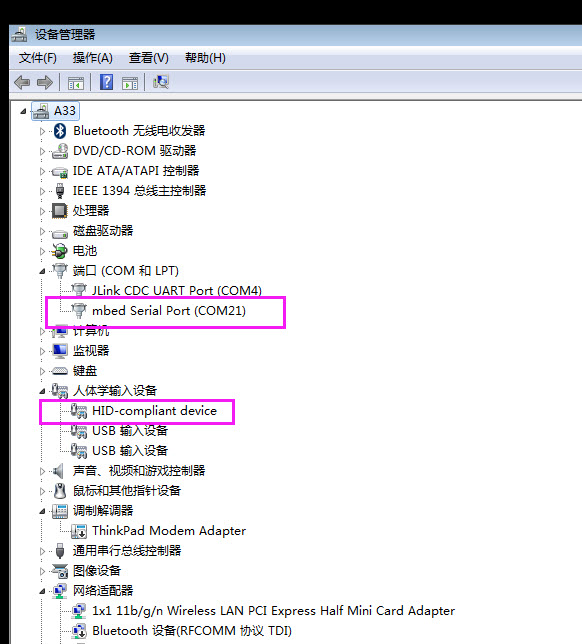 设备管理器
文件(F) 操作(A) 查看(V) 帮助(H)
A33
Bluetooth 无线电收发器
DVD/CD-ROM 驱动器
IDE ATA/ATAPI 控制器
IEEE 1394 总线主控制器
处理器
磁盘驱动器
电池
端口 (COM 和 LPT)
JLink CDC UART Port (COM4)
mbed Serial Port (COM21)
计算机
监视器
键盘
人体学输入设备
HID-compliant device
USB 输入设备
USB 输入设备
声音、视频和游戏控制器
鼠标和其他指针设备
调制解调器
ThinkPad Modem Adapter
通用串行总线控制器
图像设备
网络适配器
1x1 11b/g/n Wireless LAN PCI Express Half Mini Card Adapter
Bluetooth 设备(RFCOMM 协议 TDI)